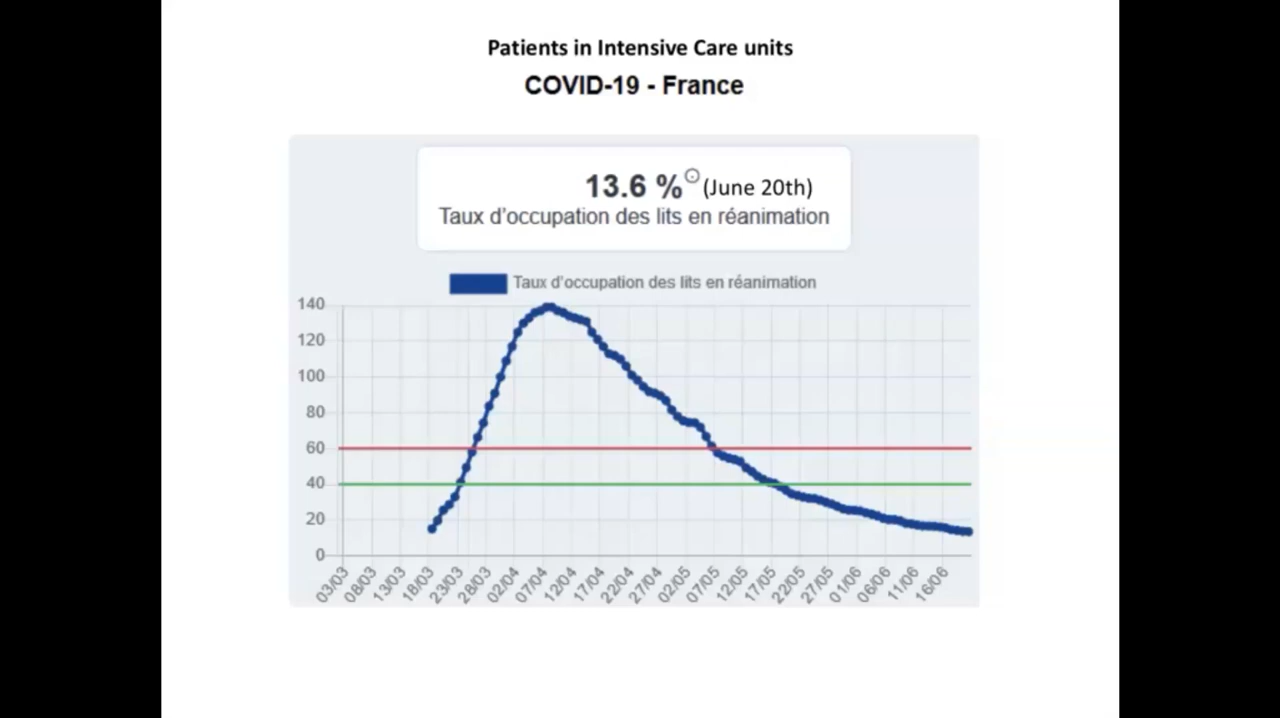 Patients in Intensive Care units
COVID-19 - France
13.6 % (June 20th)
Taux d'occupation des lits en réanimation
Taux d'occupation des lits en réanimation
140
120
100
80
60
40
20
0
03/03 08/03 13/03 18/03 23/03 28/03 02/04 07/04 12/04 17/04 22/04 27/04 02/05 07/05 12/05 17/05 22/05 27/05 01/06 06/06 11/06 16/06